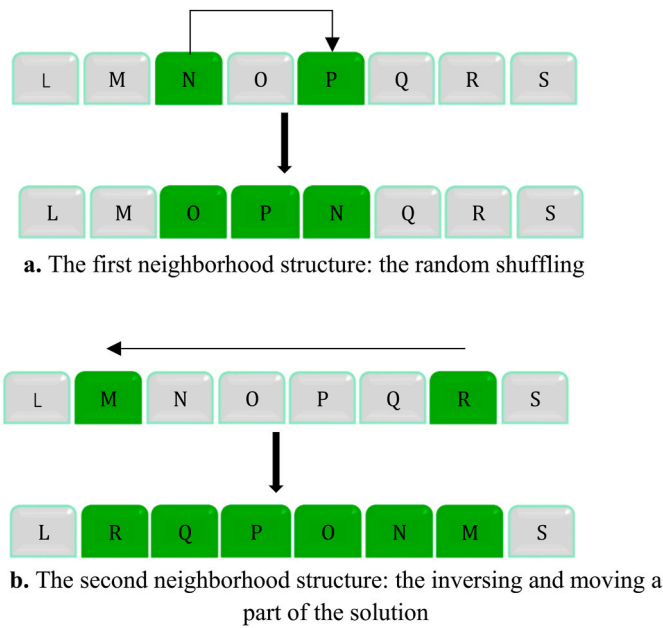 L M N O P Q R S
L M O P N Q R S
a. The first neighborhood structure: the random shuffling
L M N O P Q R S
L R Q P O N M S
b. The second neighborhood structure: the inversing and moving a
part of the solution